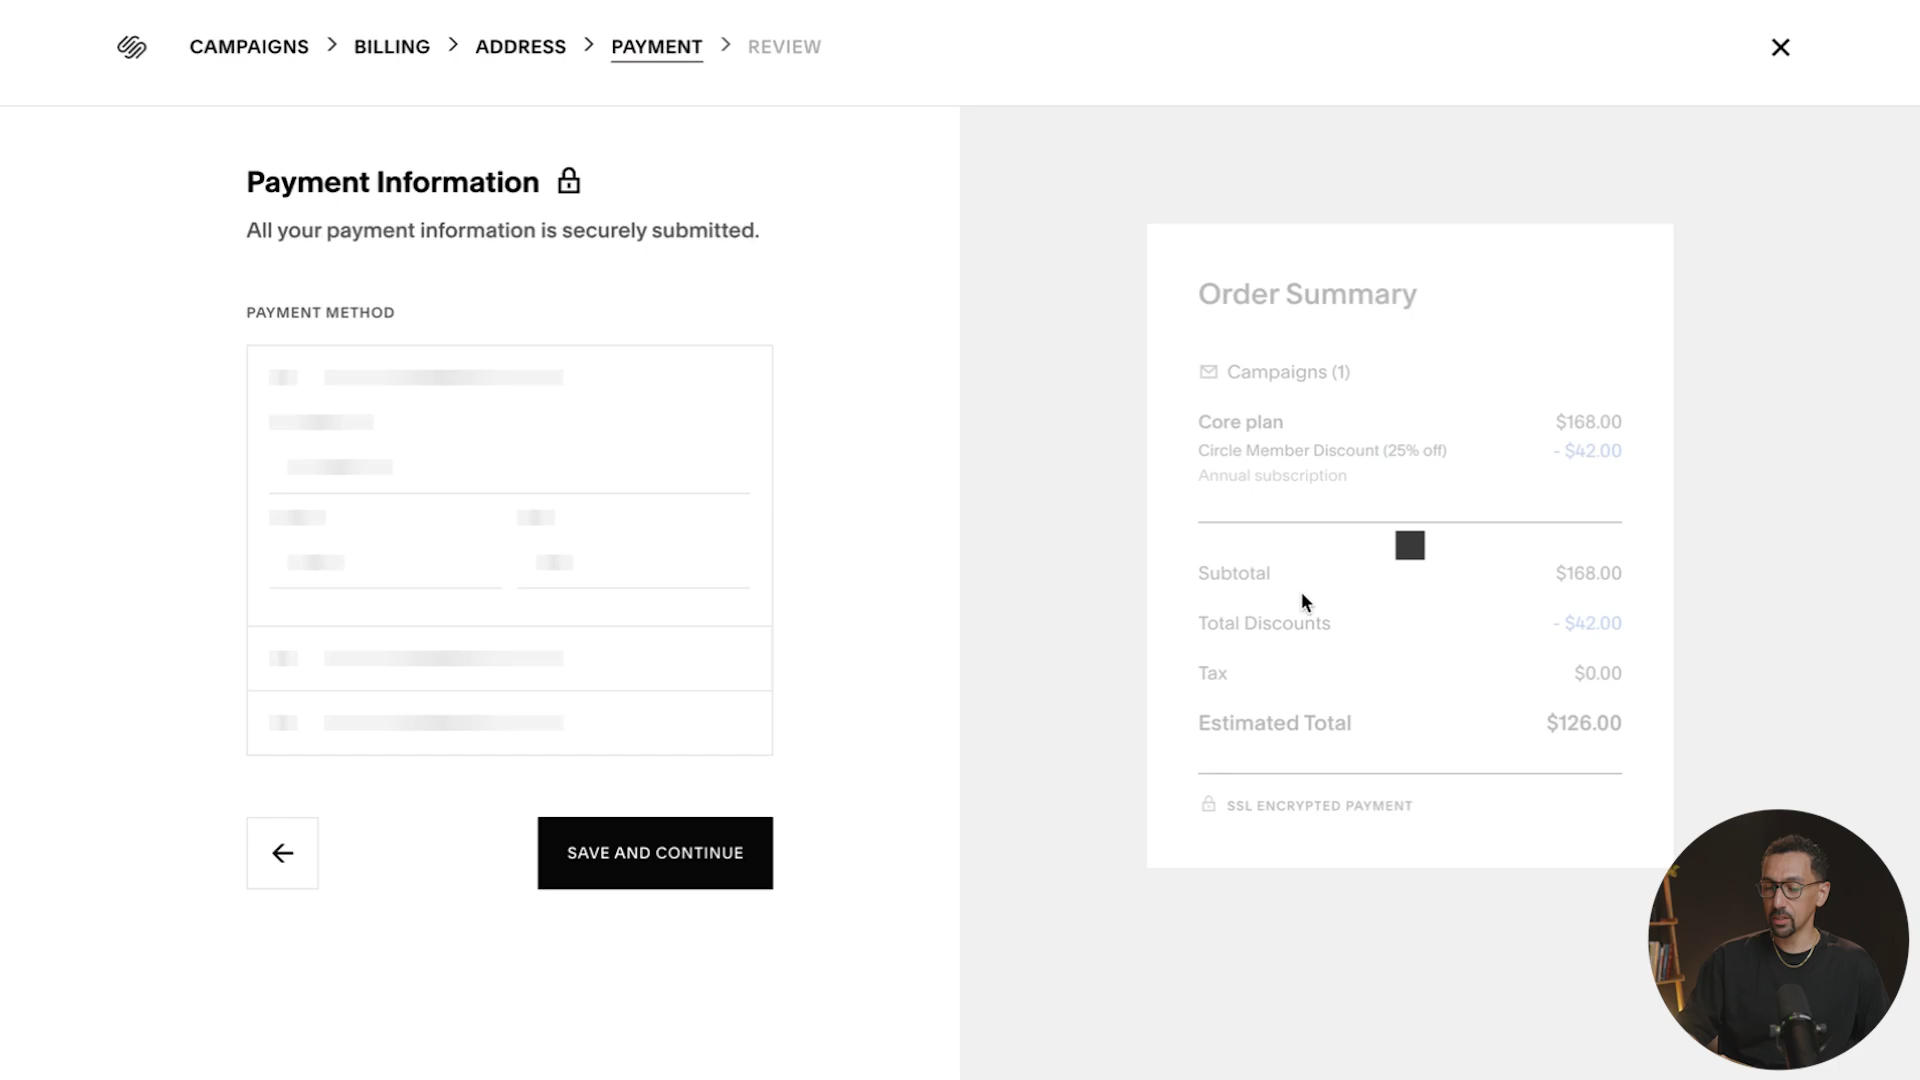 CAMPAIGNS > BILLING > ADDRESS > PAYMENT > REVIEW
Payment Information
All your payment information is securely submitted.
PAYMENT METHOD
SAVE AND CONTINUE
Order Summary
Campaigns (1)
Core plan $168.00
Circle Member Discount (25% off) - $42.00
Annual subscription
Subtotal $168.00
Total Discounts - $42.00
Tax $0.00
Estimated Total $126.00
SSL ENCRYPTED PAYMENT